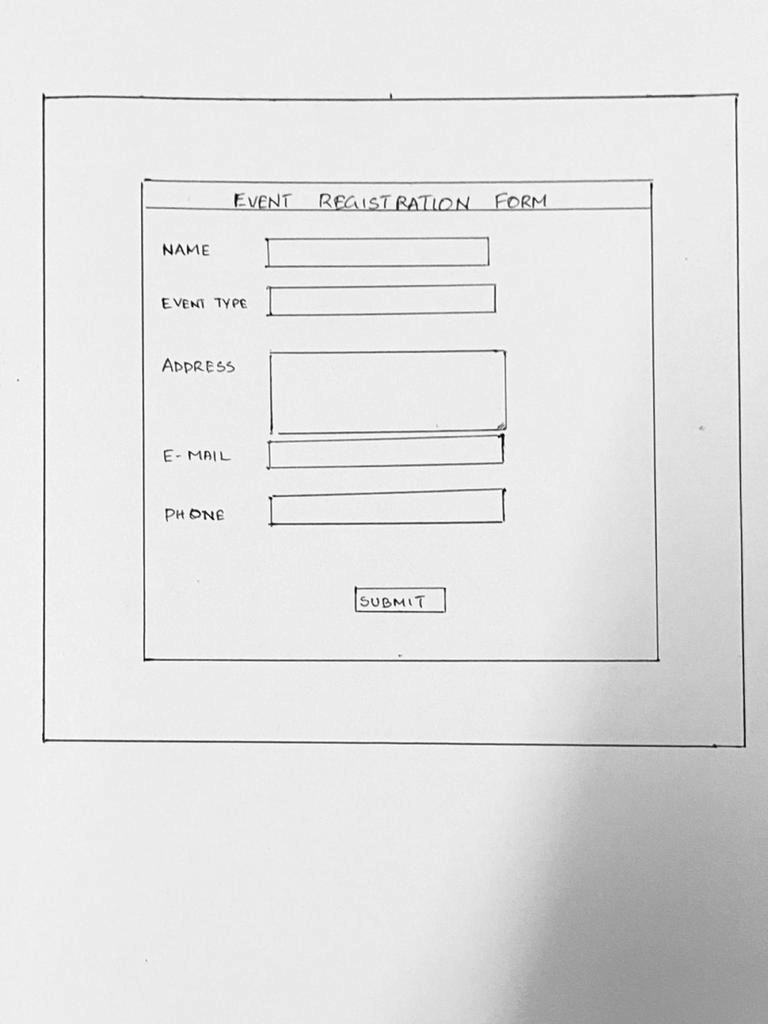 EVENT REGISTRATION FORM
NAME
EVENT TYPE
ADDRESS
E-MAIL
PHONE
SUBMIT